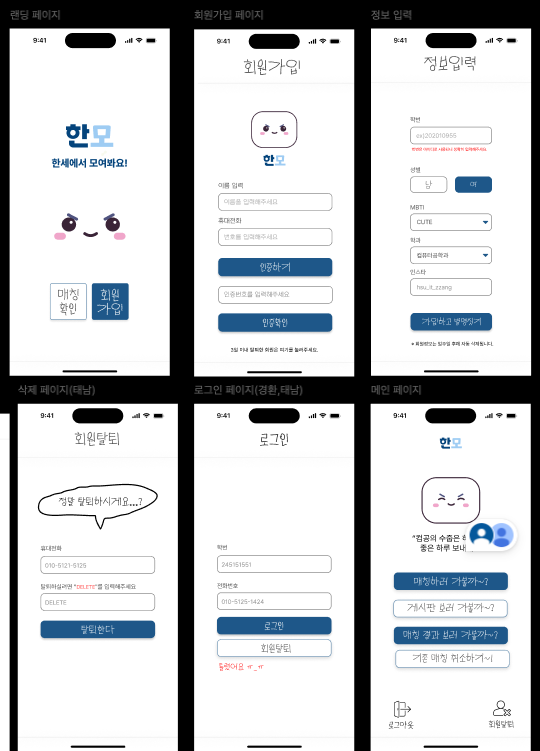 랜딩 페이지
9:41
한모
한세에서 모여봐요!
매칭
확인
회원
가입
회원가입 페이지
9:41
회원가입
한모
이름 입력
이름을 입력해주세요
휴대전화
번호를 입력해주세요
인증하기
인증번호를 입력해주세요
인증확인
3일 이내 탈퇴한 회원은 여기를 눌러주세요.
정보 입력
9:41
정보입력
학번
ex)202010956
성별
남
여
MBTI
CUTE
학과
컴퓨터공학과
인스타
hsu_it_zzang
가입하고 매칭하기
삭제 페이지(태남)
9:41
회원탈퇴
정말 탈퇴하시게요...?
휴대전화
010-5121-5125
탈퇴하실려면 "DELETE"를 입력해주세요
DELETE
탈퇴한다
로그인 페이지(경환,태남)
9:41
로그인
학번
245151551
전화번호
010-5125-1424
로그인
회원탈퇴
틀렸어요 ㅠ_ㅠ
메인 페이지
9:41
한모
"컴공의 수줍은
좋은 하루 보내
매칭하러 가볼까~?
게시판 보러 가볼까~?
매칭 결과 보러 가볼까~?
기존 매칭 취소하기~!
로그아웃
회원탈퇴